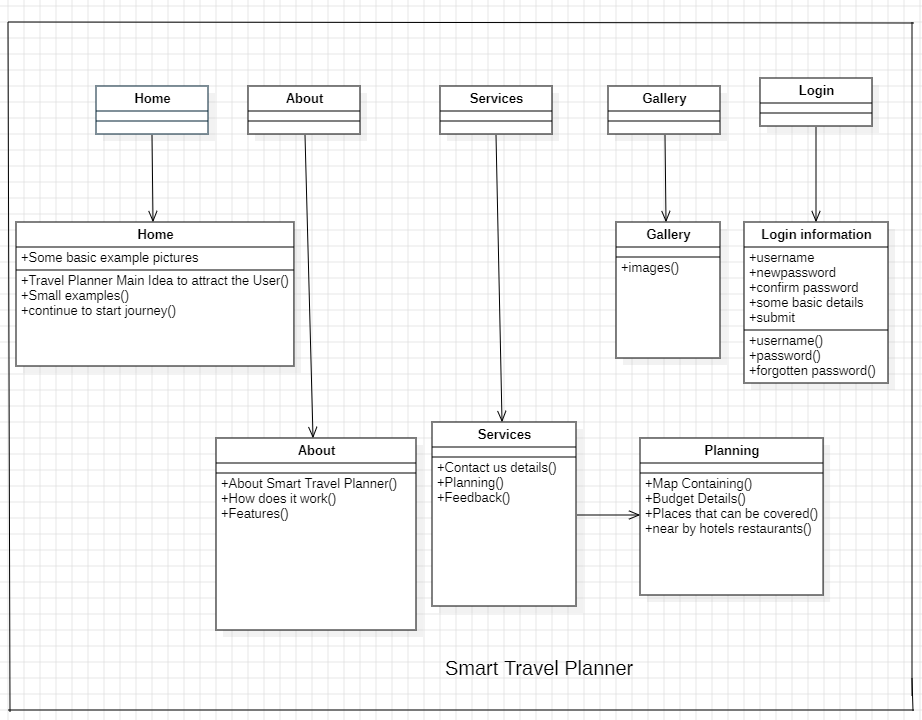 Home
About
Services
Gallery
Login
Home
+Some basic example pictures
+Travel Planner Main Idea to attract the User()
+Small examples()
+continue to start journey()
Gallery
+images()
Login information
+username
+newpassword
+confirm password
+some basic details
+submit
+username()
+password()
+forgotten password()
About
+About Smart Travel Planner()
+How does it work()
+Features()
Services
+Contact us details()
+Planning()
+Feedback()
Planning
+Map Containing()
+Budget Details()
+Places that can be covered()
+near by hotels restaurants()
Smart Travel Planner